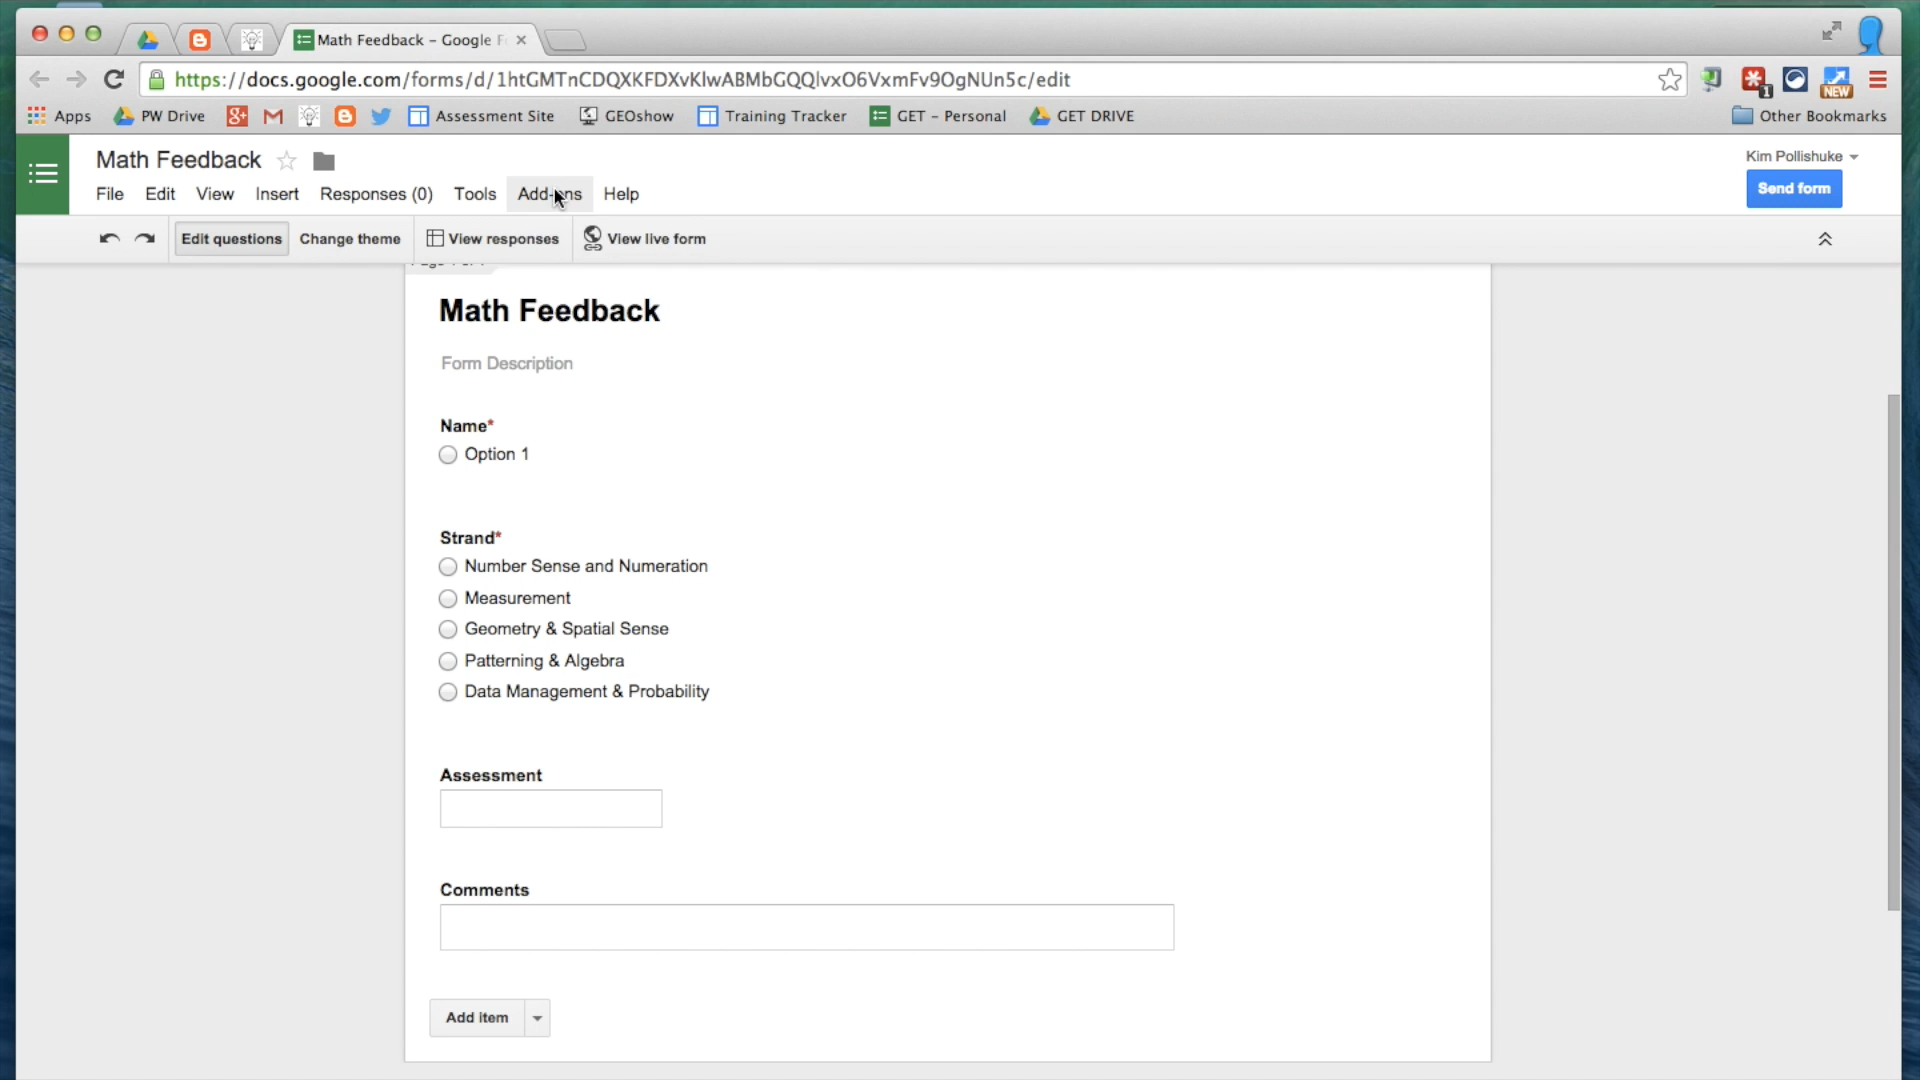 Math Feedback – Google F
https://docs.google.com/forms/d/1htGMTnCDQXKFDXvKlwABMbGQQlvxO6VxmFv9OgNUn5c/edit
1
NEW
Apps PW Drive Assessment Site GEOshow Training Tracker GET – Personal GET DRIVE Other Bookmarks
Math Feedback
Kim Pollishuke
File Edit View Insert Responses (0) Tools Add-ons Help
Send form
Edit questions Change theme View responses View live form
Math Feedback
Form Description
Name*
Option 1
Strand*
Number Sense and Numeration
Measurement
Geometry & Spatial Sense
Patterning & Algebra
Data Management & Probability
Assessment
Comments
Add item